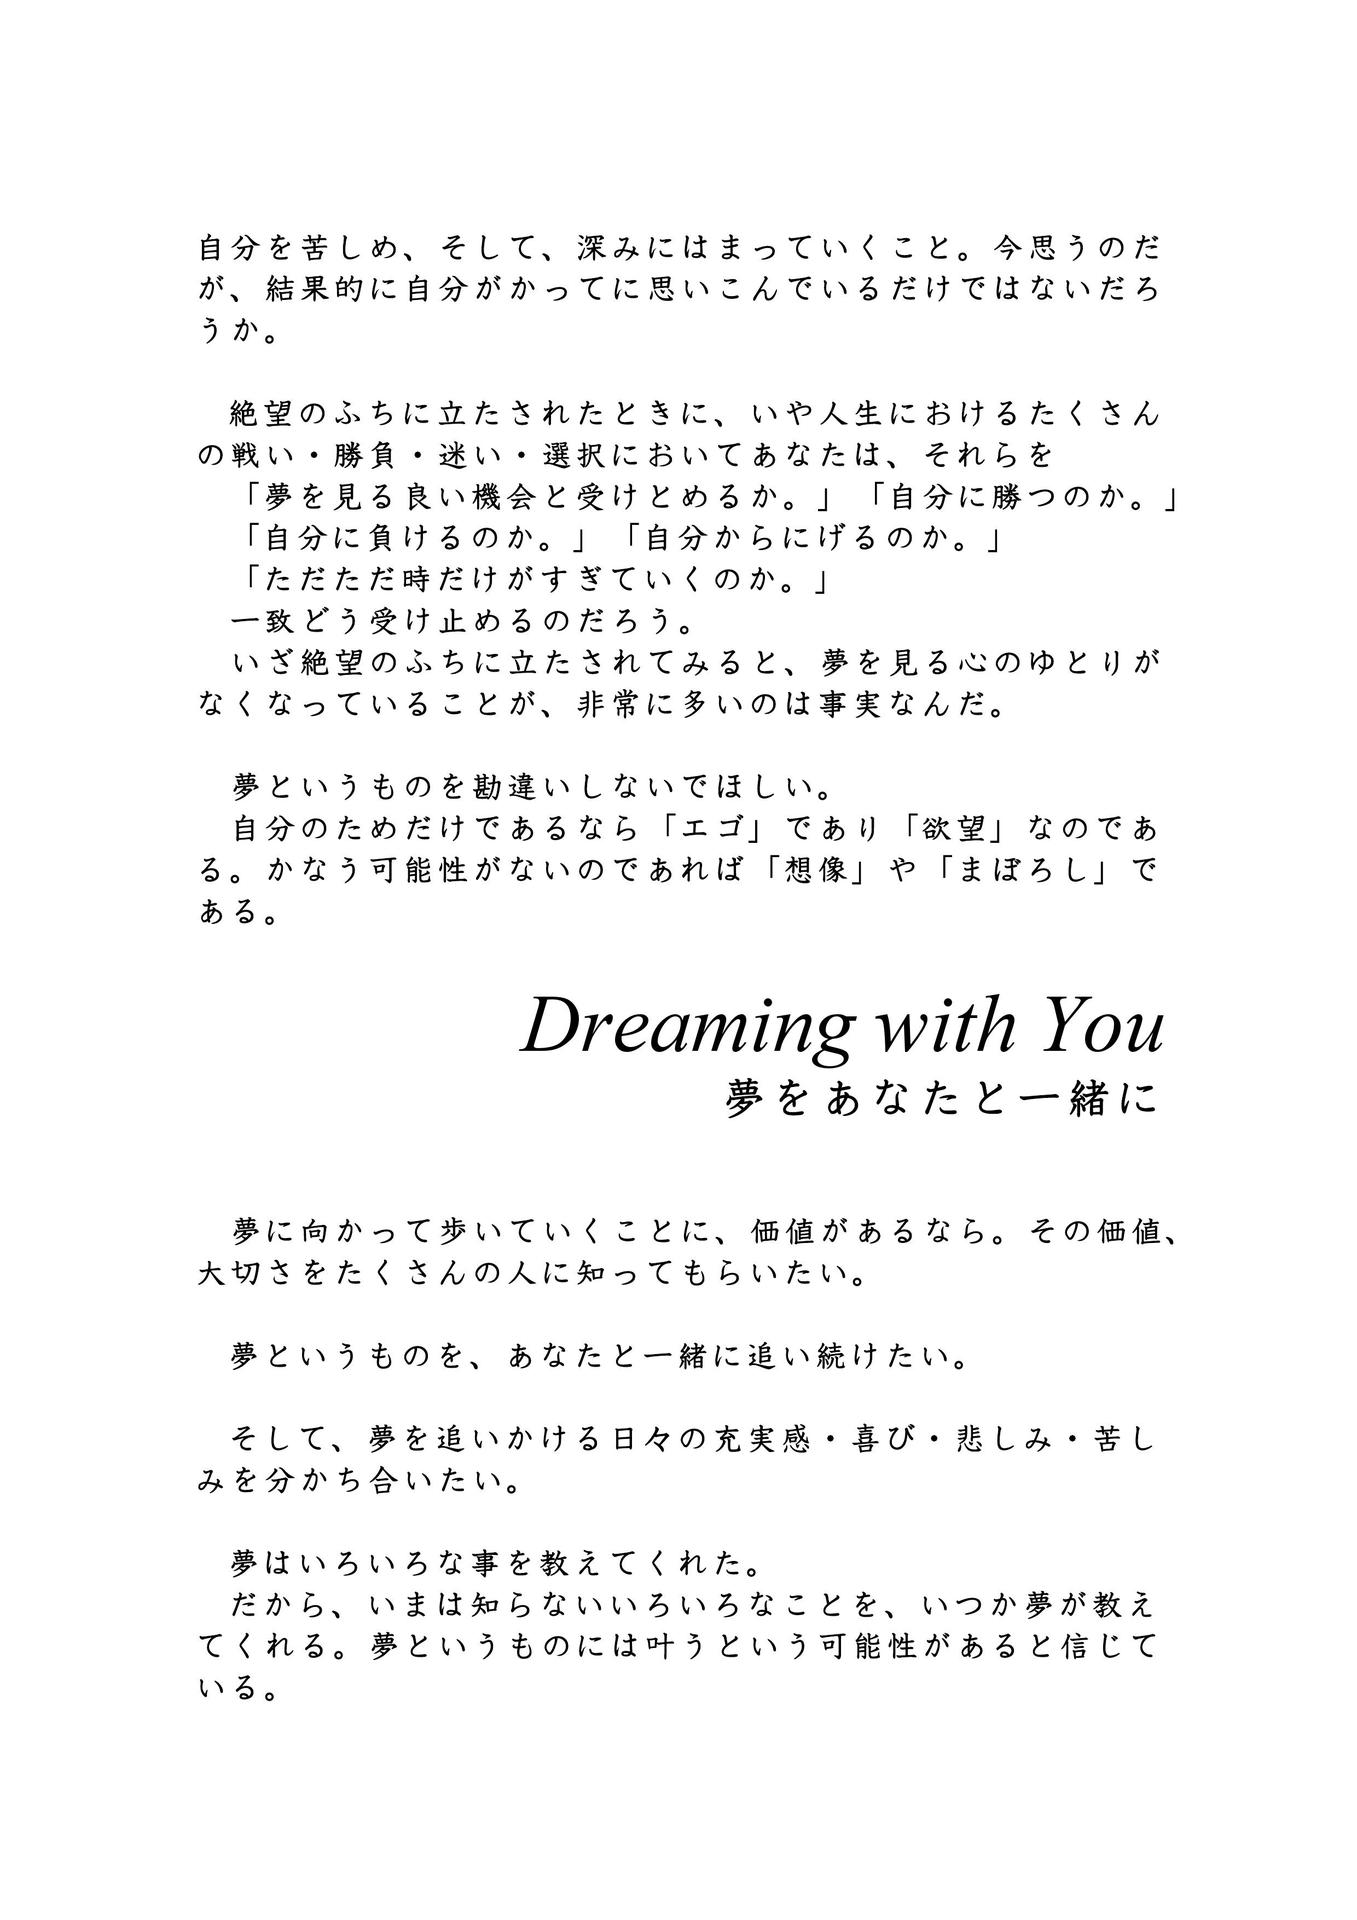 自分を苦しめ、そして、深みにはまっていくこと。今思うのだ
が、結果的に自分がかってに思いこんでいるだけではないだろ
うか。
絶望のふちに立たされたときに、いや人生におけるたくさん
の戦い・勝負・迷い・選択においてあなたは、それらを
「夢を見る良い機会と受けとめるか。」「自分に勝つのか。」
「自分に負けるのか。」「自分からにげるのか。」
「ただただ時だけがすぎていくのか。」
一致どう受け止めるのだろう。
いざ絶望のふちに立たされてみると、夢を見る心のゆとりが
なくなっていることが、非常に多いのは事実なんだ。
夢というものを勘違いしないでほしい。
自分のためだけであるなら「エゴ」であり「欲望」なのであ
る。かなう可能性がないのであれば「想像」や「まぼろし」で
ある。
Dreaming with You
夢をあなたと一緒に
夢に向かって歩いていくことに、価値があるなら。その価値、
大切さをたくさんの人に知ってもらいたい。
夢というものを、あなたと一緒に追い続けたい。
そして、夢を追いかける日々の充実感・喜び・悲しみ・苦し
みを分かち合いたい。
夢はいろいろな事を教えてくれた。
だから、いまは知らないいろいろなことを、いつか夢が教え
てくれる。夢というものには叶うという可能性があると信じて
いる。